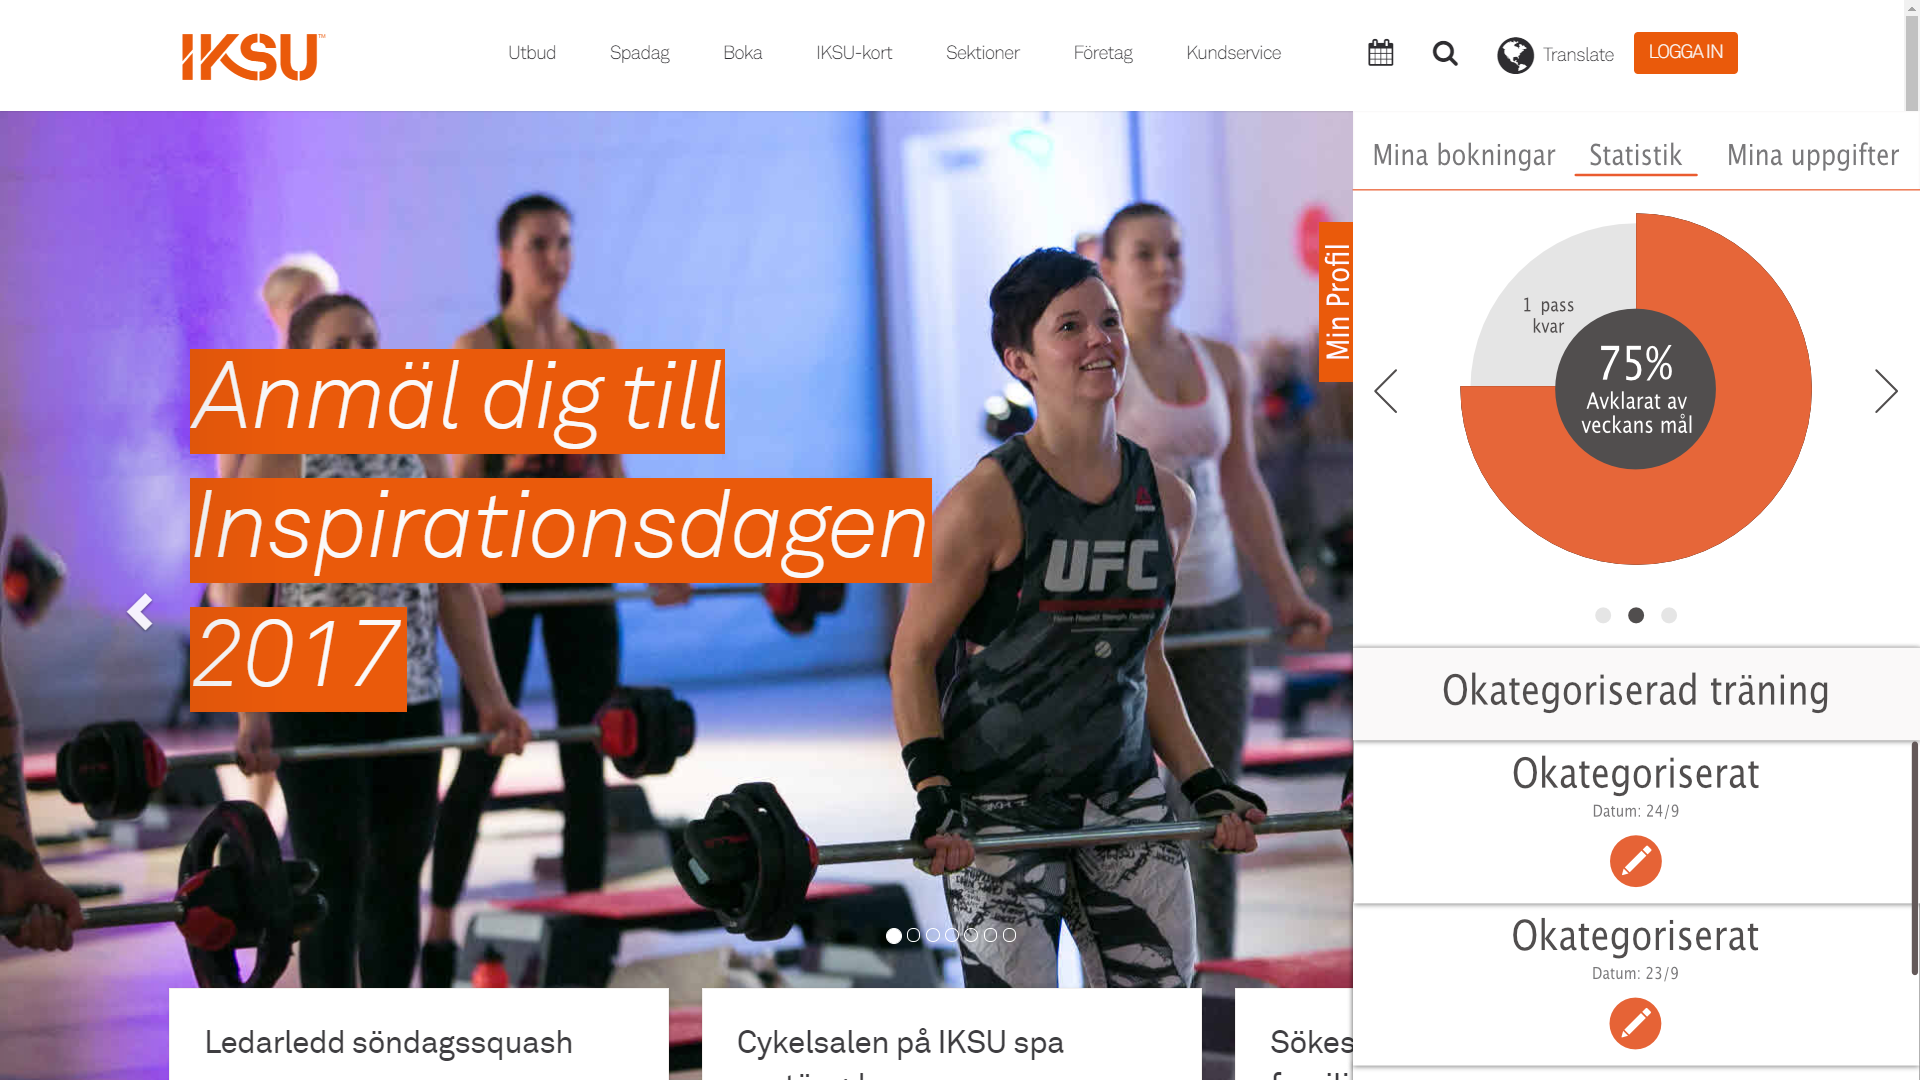 IKSU
Utbud
Spadag
Boka
IKSU-kort
Sektioner
Företag
Kundservice
Translate
LOGGA IN
Anmäl dig till
Inspirationsdagen
2017
UFC
Min Profil
Mina bokningar
Statistik
Mina uppgifter
1 pass
kvar
75%
Avklarat av
veckans mål
Okategoriserad träning
Okategoriserat
Datum: 24/9
Okategoriserat
Datum: 23/9
Ledarledd söndagssquash
Cykelsalen på IKSU spa